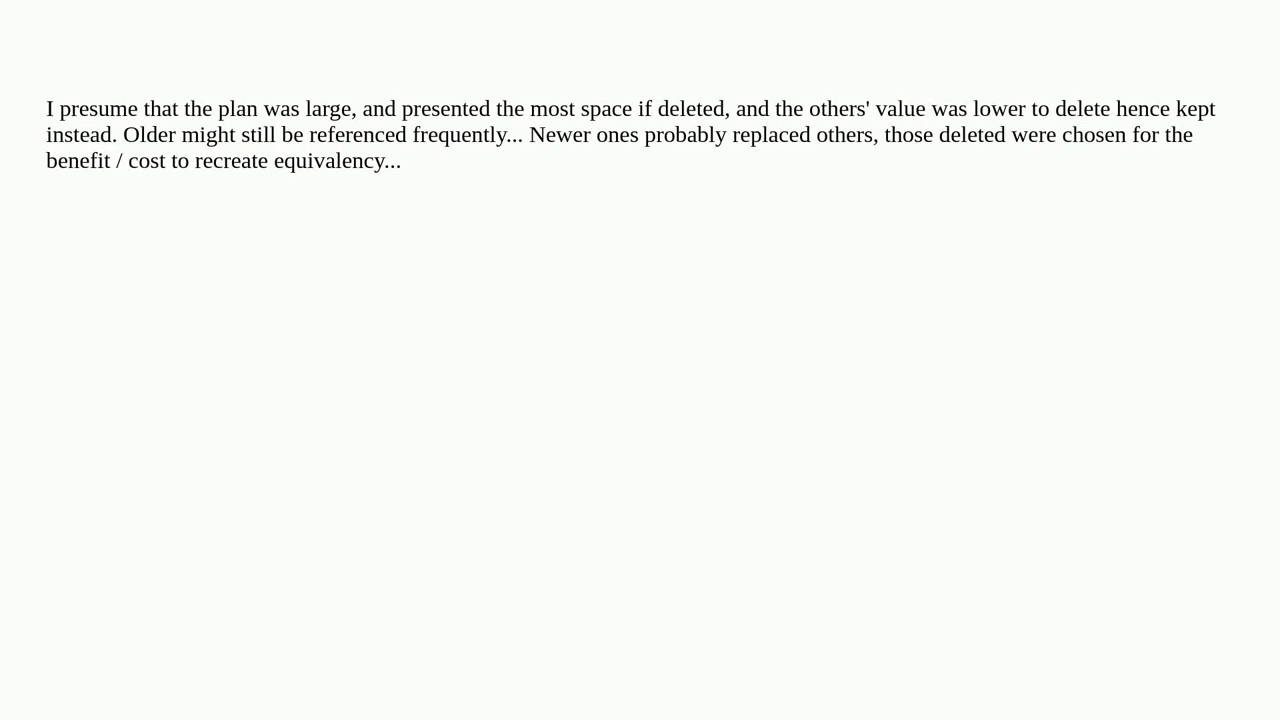 I presume that the plan was large, and presented the most space if deleted, and the others' value was lower to delete hence kept
instead. Older might still be referenced frequently... Newer ones probably replaced others, those deleted were chosen for the
benefit / cost to recreate equivalency...